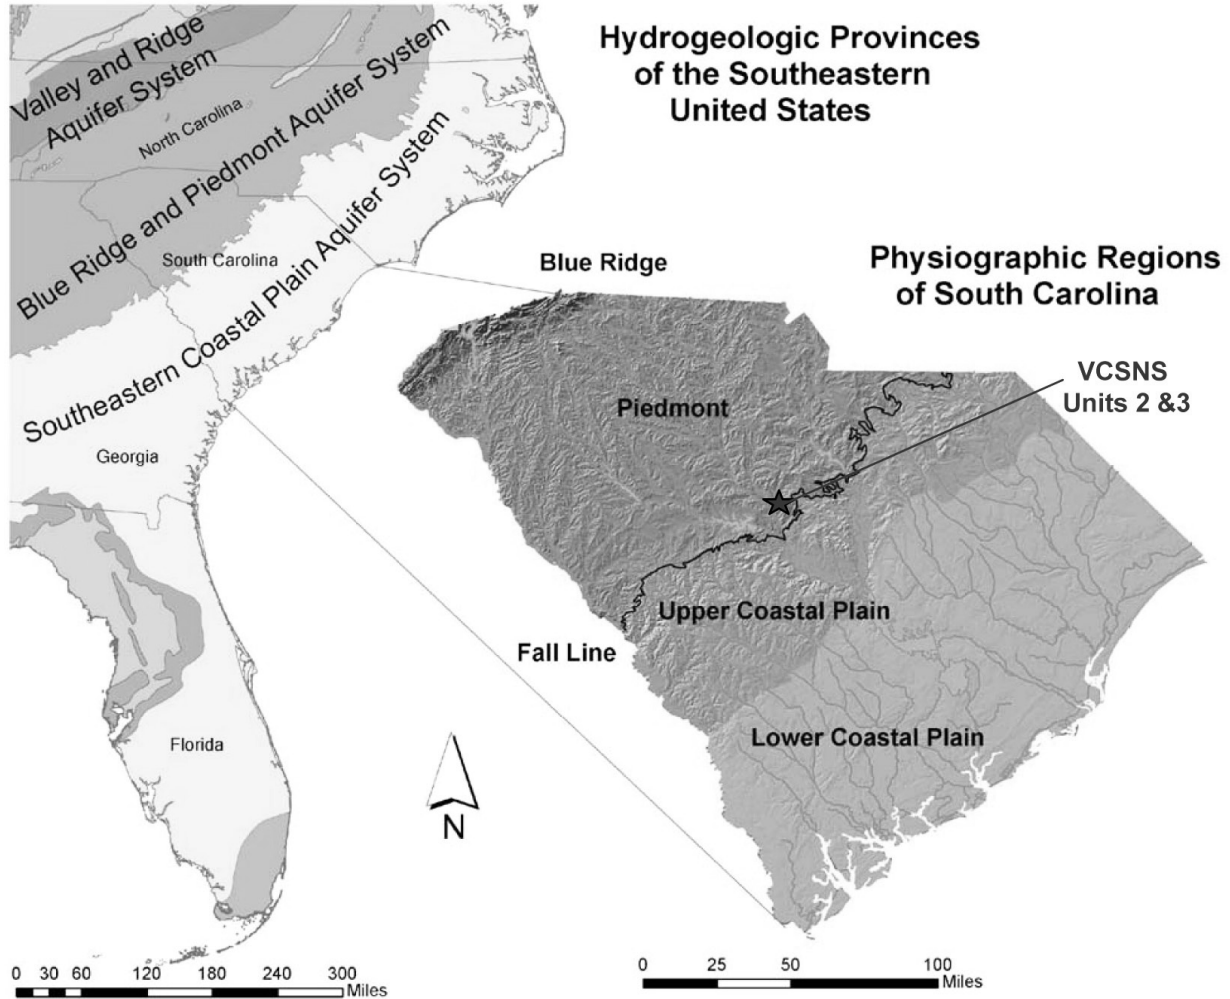 Hydrogeologic Provinces
of the Southeastern
United States
Valley and Ridge
Aquifer System
North Carolina
Blue Ridge and Piedmont Aquifer System
South Carolina
Southeastern Coastal Plain Aquifer System
Georgia
Florida
Physiographic Regions
of South Carolina
Blue Ridge
VCSNS
Units 2 &3
Piedmont
Upper Coastal Plain
Fall Line
Lower Coastal Plain
N
0 30 60 120 180 240 300
Miles
0 25 50 100
Miles